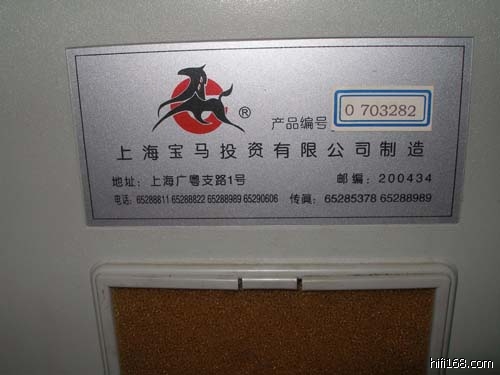 ®
产品编号 0 703282
上海宝马投资有限公司制造
地址：上海广粤支路1号 邮编：200434
电话：65288811 65288822 65288989 65290606 传真：65285378 65288989
hifi168.com